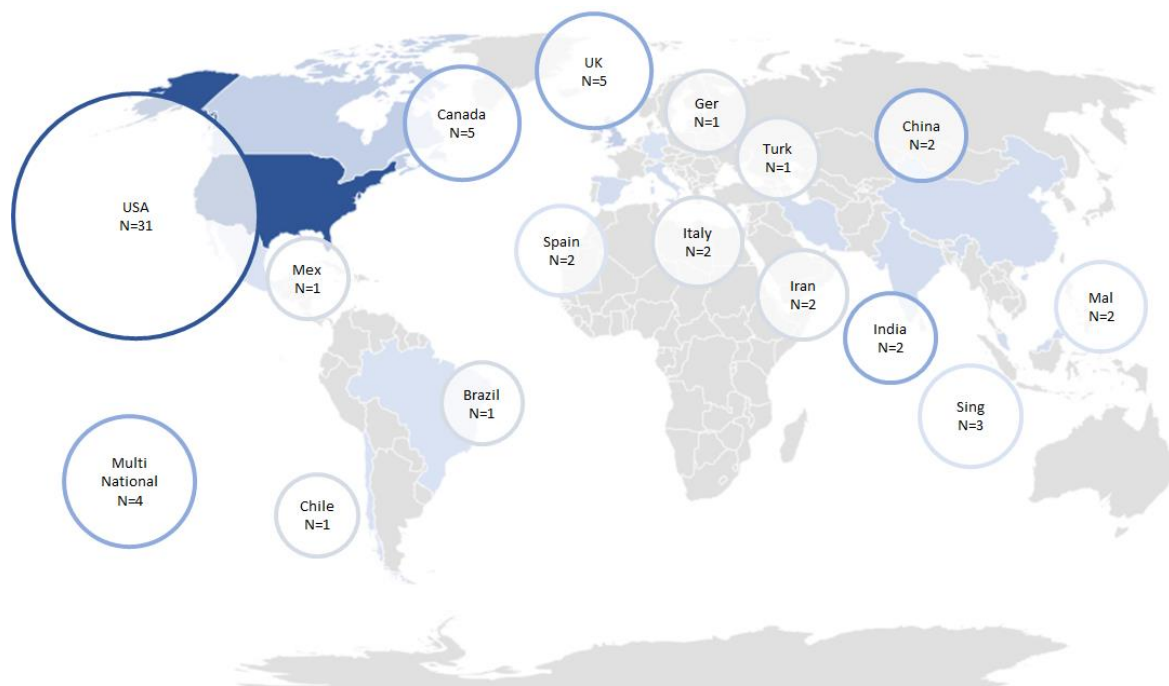 UK
N=5
Canada
N=5
Ger
N=1
China
N=2
Turk
N=1
USA
N=31
Spain
N=2
Italy
N=2
Mex
N=1
Iran
N=2
Mal
N=2
India
N=2
Brazil
N=1
Sing
N=3
Multi
National
N=4
Chile
N=1